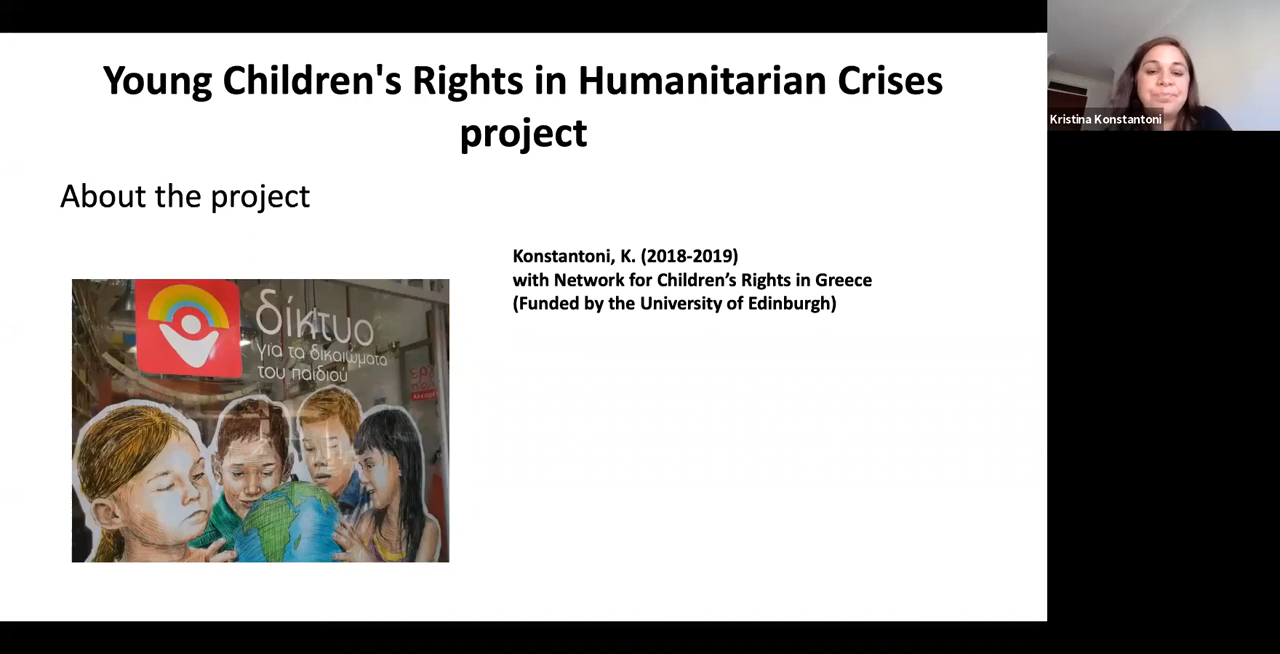 Young Children's Rights in Humanitarian Crises
project
About the project
Konstantoni, K. (2018-2019)
with Network for Children’s Rights in Greece
(Funded by the University of Edinburgh)
δίκτυο
για τα δικαιώματα
του παιδιού
Kristina Konstantoni